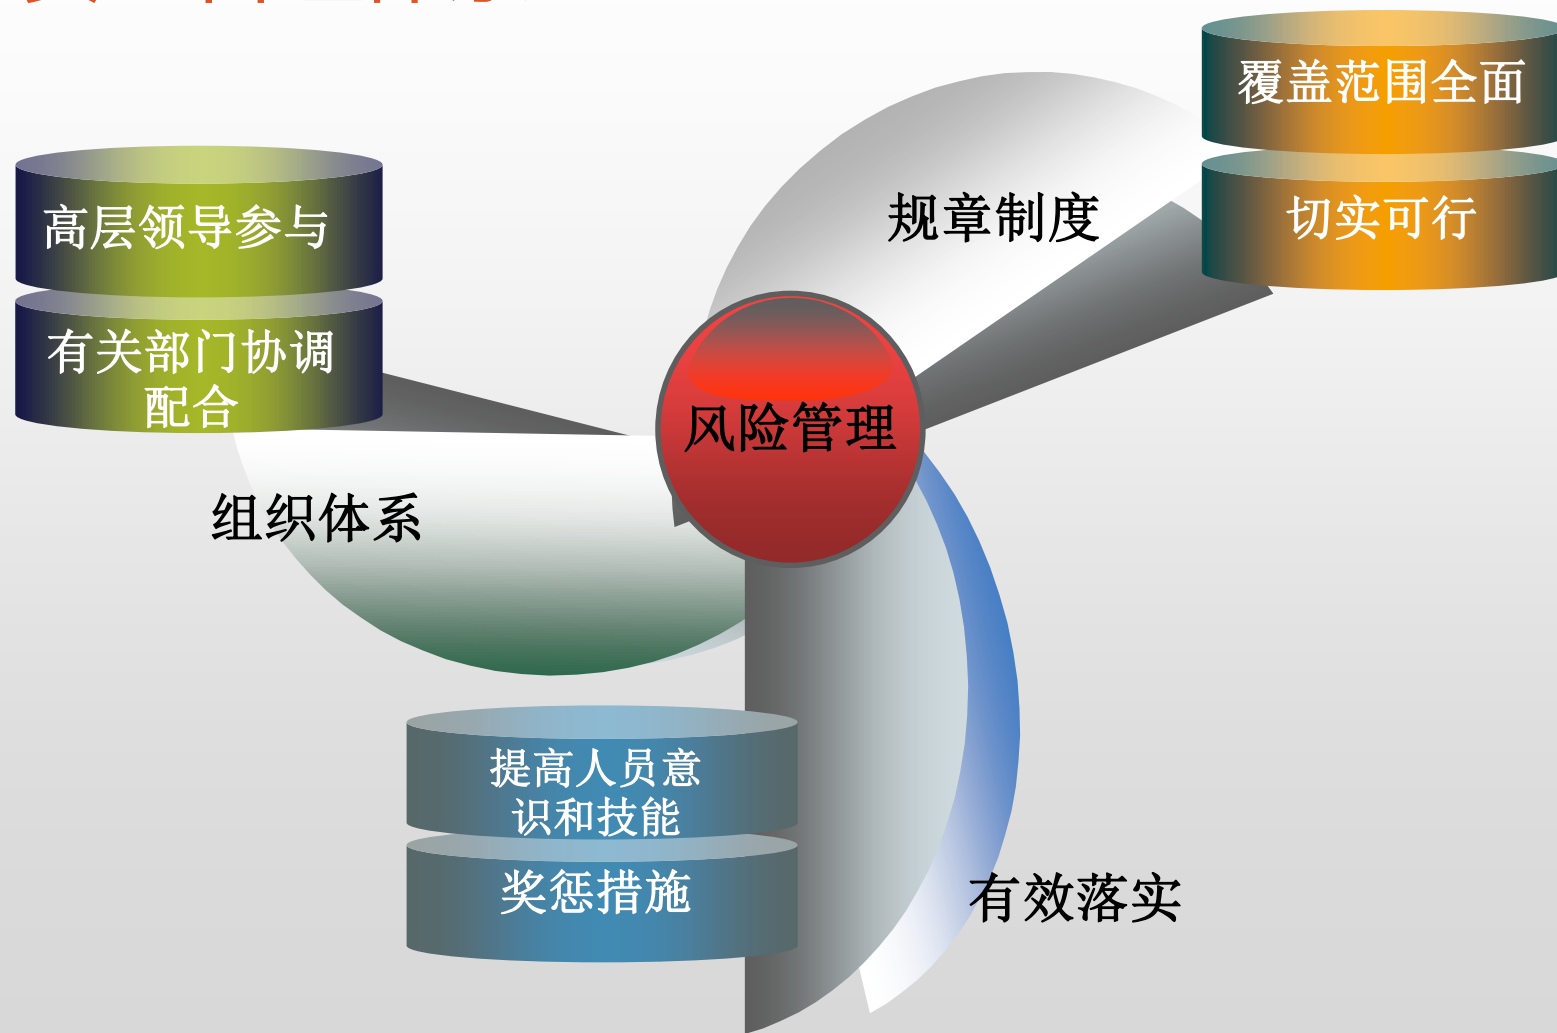 覆盖范围全面
切实可行
规章制度
高层领导参与
有关部门协调
配合
风险管理
组织体系
提高人员意
识和技能
奖惩措施
有效落实